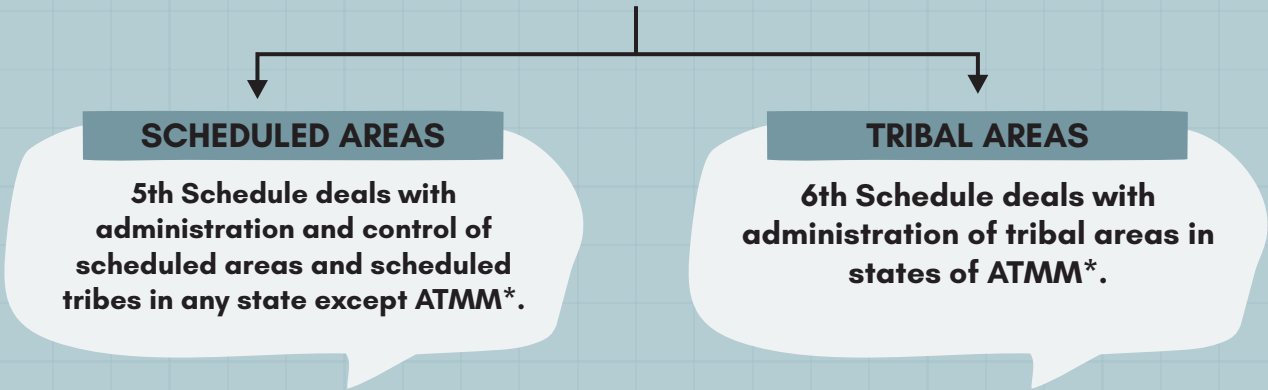 SCHEDULED AREAS
5th Schedule deals with
administration and control of
scheduled areas and scheduled
tribes in any state except ATMM*.
TRIBAL AREAS
6th Schedule deals with
administration of tribal areas in
states of ATMM*.